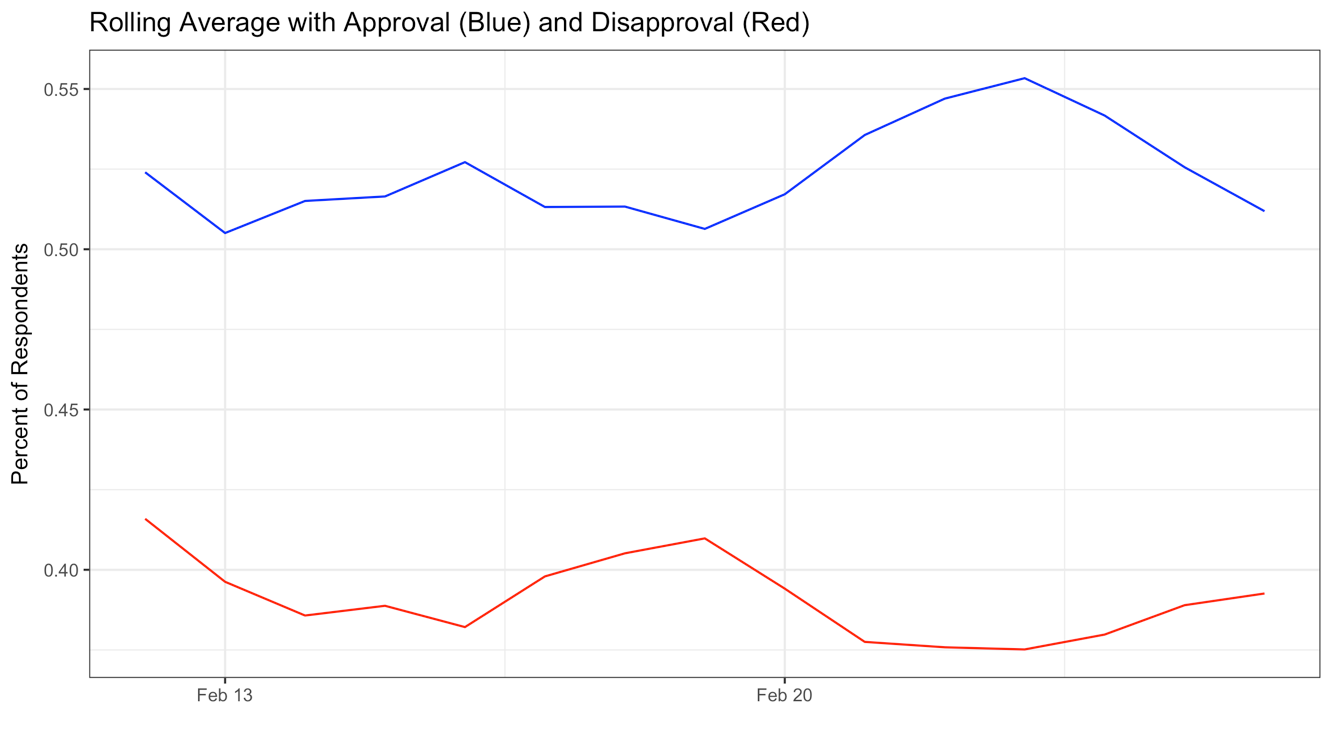 Rolling Average with Approval (Blue) and Disapproval (Red)
Percent of Respondents
0.55
0.50
0.45
0.40
Feb 13
Feb 20